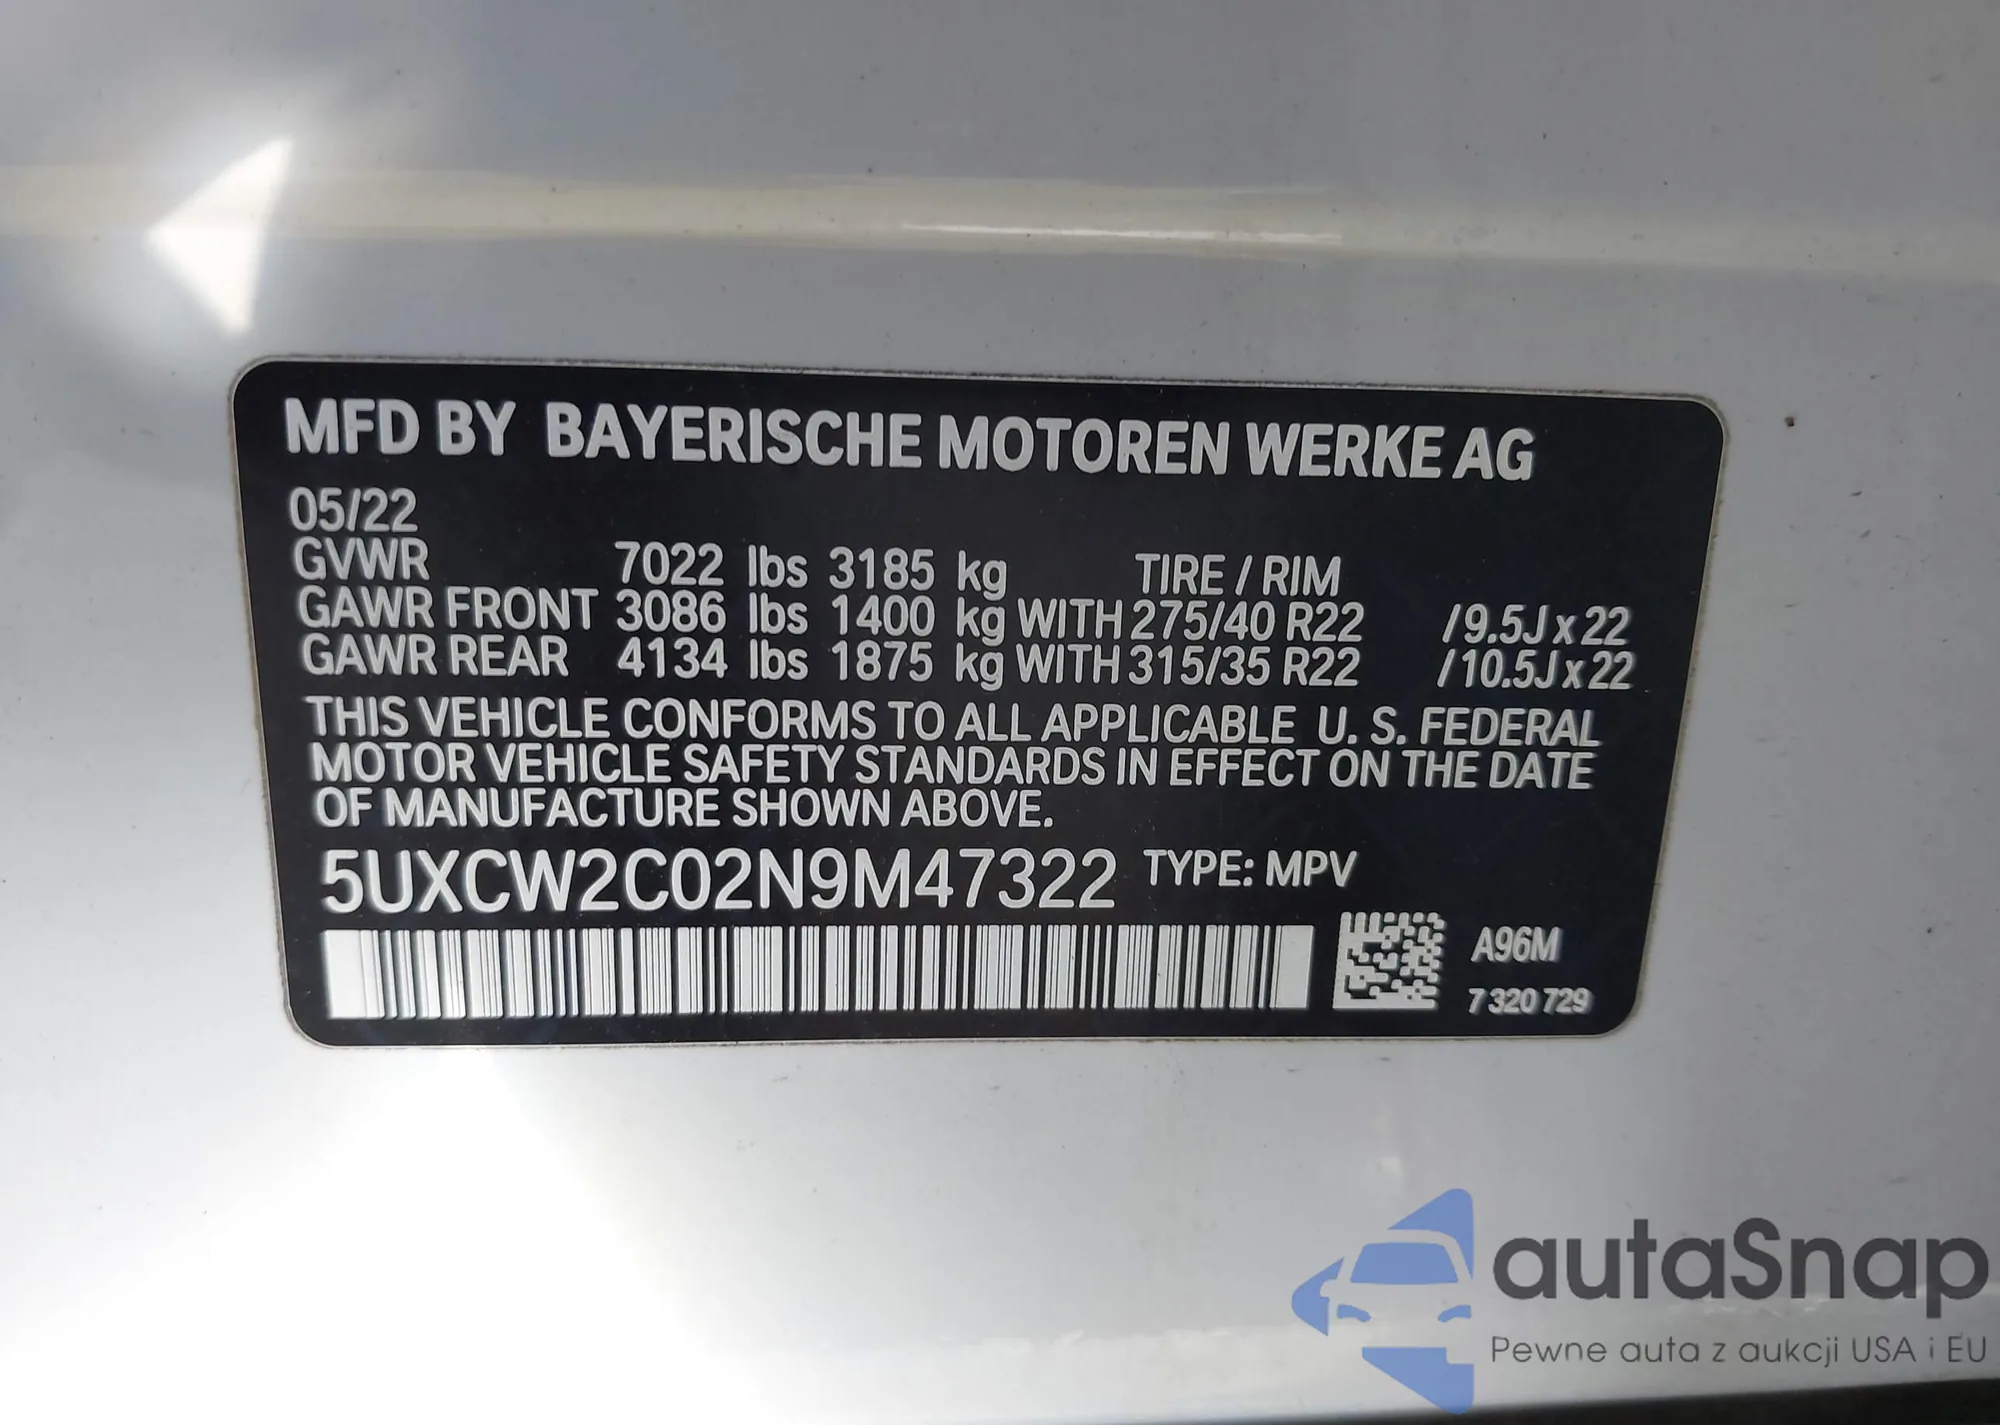 MFD BY BAYERISCHE MOTOREN WERKE AG
05/22
GVWR 7022 lbs 3185 kg TIRE / RIM
GAWR FRONT 3086 lbs 1400 kg WITH 275/40 R22 /9.5J x 22
GAWR REAR 4134 lbs 1875 kg WITH 315/35 R22 /10.5J x 22
THIS VEHICLE CONFORMS TO ALL APPLICABLE U. S. FEDERAL
MOTOR VEHICLE SAFETY STANDARDS IN EFFECT ON THE DATE
OF MANUFACTURE SHOWN ABOVE.
5UXCW2C02N9M47322 TYPE: MPV
A96M
7 320 729
autaSnap
Pewne auta z aukcji USA i EU